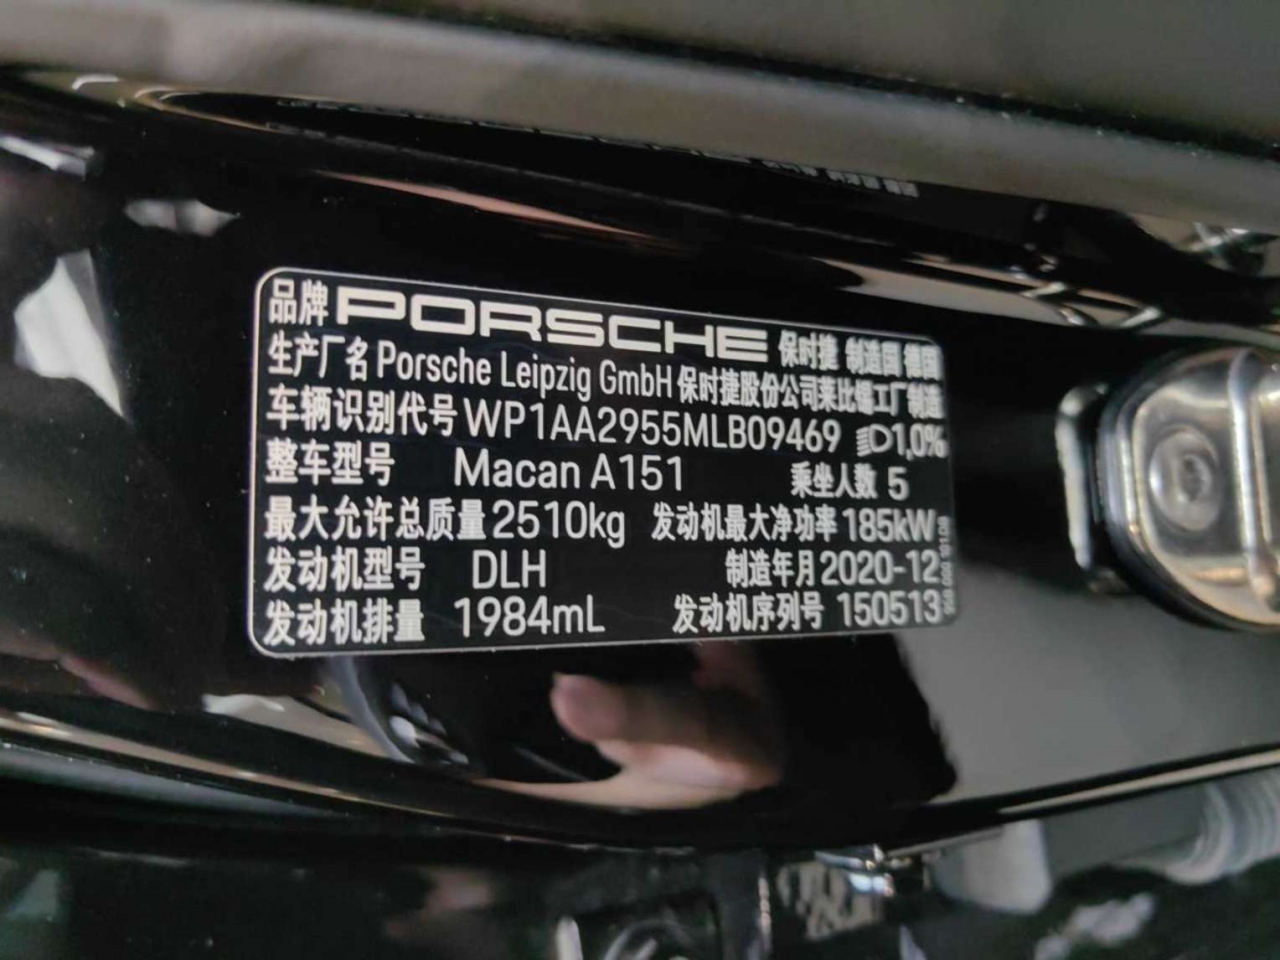 品牌 PORSCHE 保时捷 制造国 德国
生产厂名 Porsche Leipzig GmbH 保时捷股份公司莱比锡工厂制造
车辆识别代号 WP1AA2955MLB09469 1,0%
整车型号 Macan A151 乘坐人数 5
最大允许总质量 2510kg 发动机最大净功率 185kW
发动机型号 DLH 制造年月 2020-12
发动机排量 1984mL 发动机序列号 150513